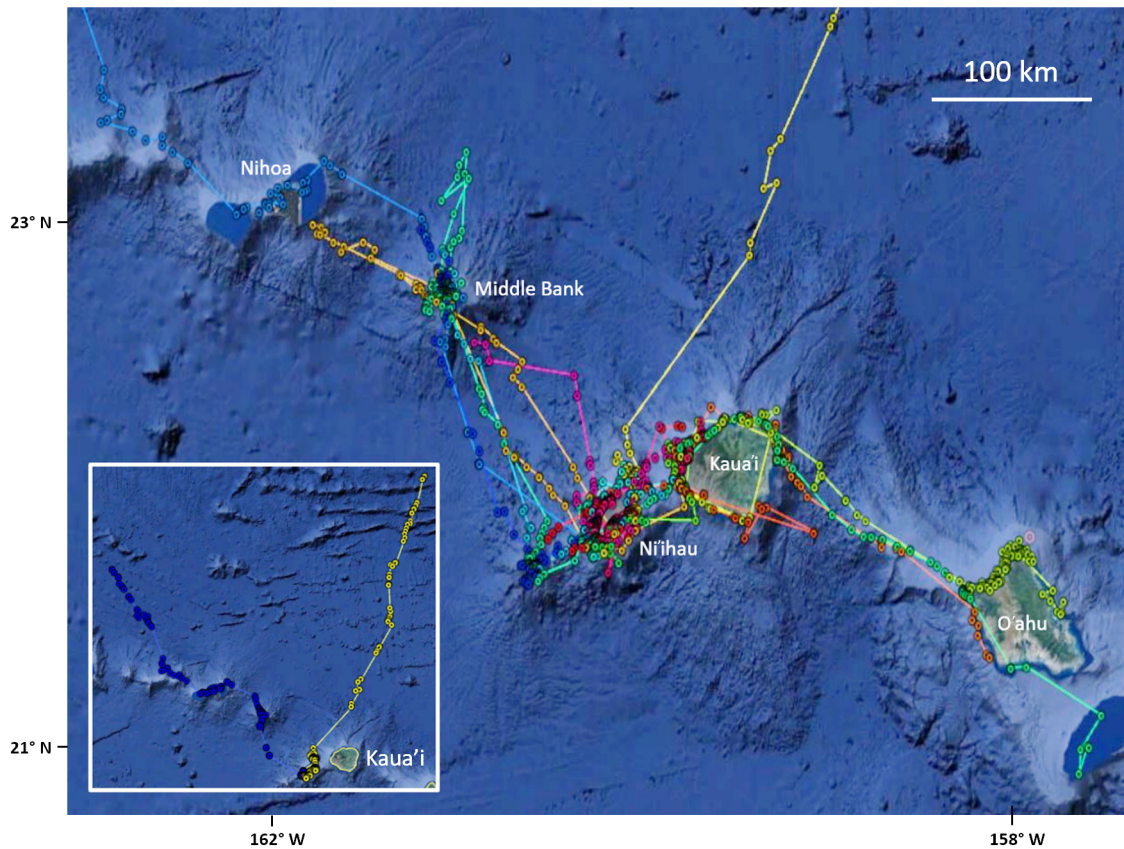 100 km
Nihoa
23° N
Middle Bank
Kaua’i
Ni’ihau
O’ahu
21° N
Kaua’i
162° W
158° W